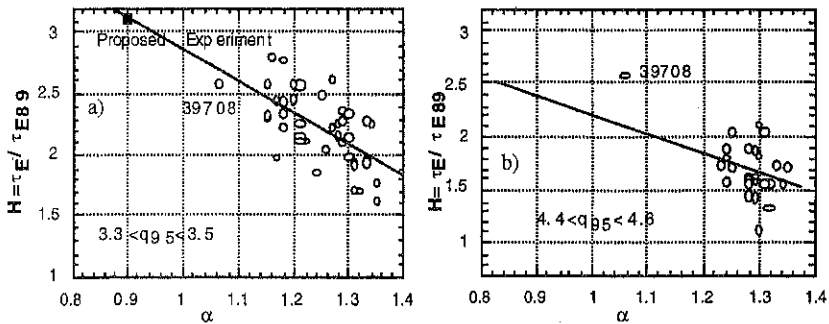 3
Proposed Experiment
2.5
39708
a)
2
1.5
3.3<q95<3.5
1
0.8 0.9 1 1.1 1.2 1.3 1.4
α
H=τE/τE89
3
39708
2.5
2
b)
1.5
4.4<q95<4.6
1
0.8 0.9 1 1.1 1.2 1.3 1.4
α
H=τE/τE89